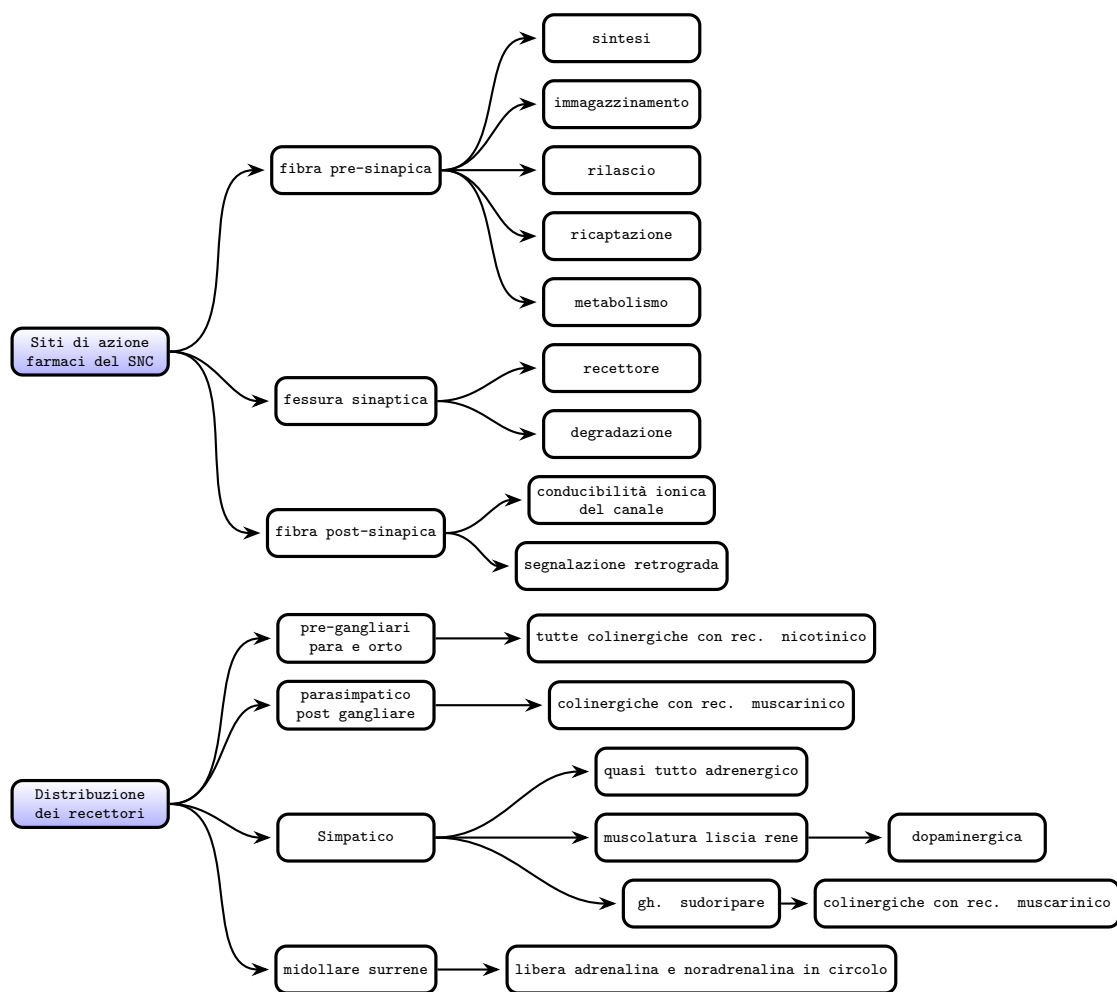 sintesi
immagazzinamento
fibra pre-sinapica
rilascio
ricaptazione
metabolismo
Siti di azione
farmaci del SNC
recettore
fessura sinaptica
degradazione
conducibilità ionica
del canale
fibra post-sinapica
segnalazione retrograda
pre-gangliari
para e orto
tutte colinergiche con rec. nicotinico
parasimpatico
post gangliare
colinergiche con rec. muscarinico
quasi tutto adrenergico
Distribuzione
dei recettori
Simpatico
muscolatura liscia rene
dopaminergica
gh. sudoripare
colinergiche con rec. muscarinico
midollare surrene
libera adrenalina e noradrenalina in circolo